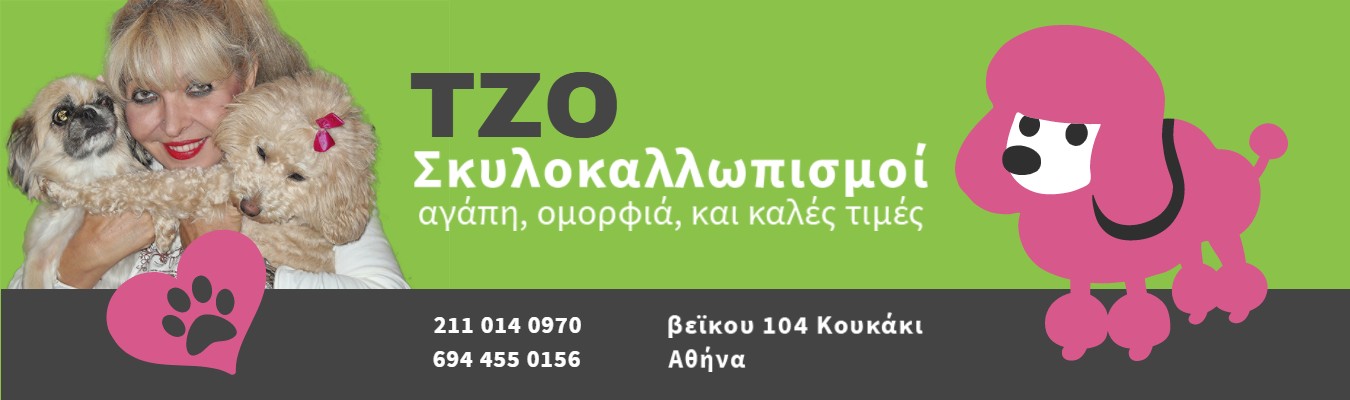 ΤΖΟ
Σκυλοκαλλωπισμοί
αγάπη, ομορφιά, και καλές τιμές
211 014 0970
694 455 0156
βεϊκου 104 Κουκάκι
Αθήνα